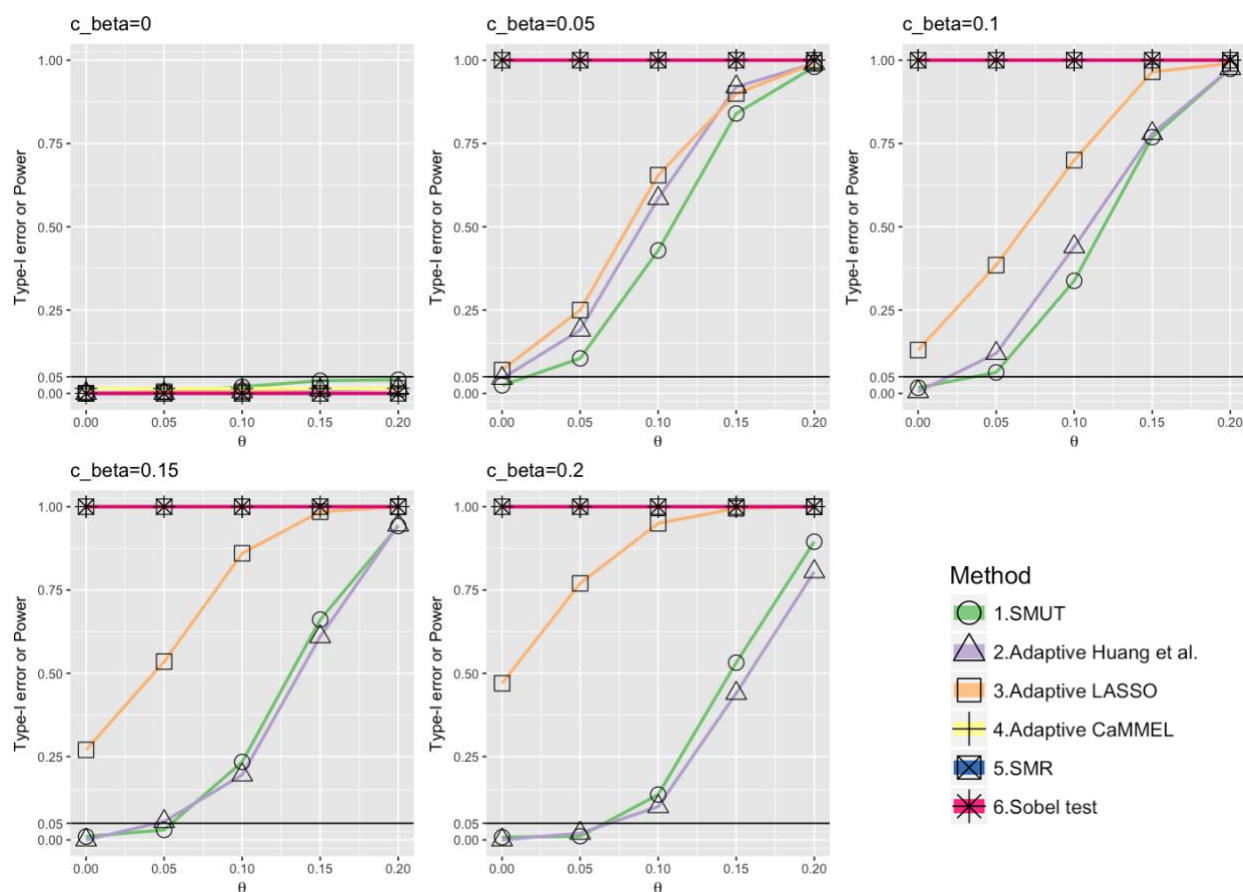 c_beta=0
c_beta=0.05
c_beta=0.1
Type-I error or Power
1.00
0.75
0.50
0.25
0.05
0.00
0.00 0.05 0.10 0.15 0.20
θ
Type-I error or Power
1.00
0.75
0.50
0.25
0.05
0.00
0.00 0.05 0.10 0.15 0.20
θ
Type-I error or Power
1.00
0.75
0.50
0.25
0.05
0.00
0.00 0.05 0.10 0.15 0.20
θ
c_beta=0.15
c_beta=0.2
Type-I error or Power
1.00
0.75
0.50
0.25
0.05
0.00
0.00 0.05 0.10 0.15 0.20
θ
Type-I error or Power
1.00
0.75
0.50
0.25
0.05
0.00
0.00 0.05 0.10 0.15 0.20
θ
Method
1.SMUT
2.Adaptive Huang et al.
3.Adaptive LASSO
4.Adaptive CaMMEL
5.SMR
6.Sobel test